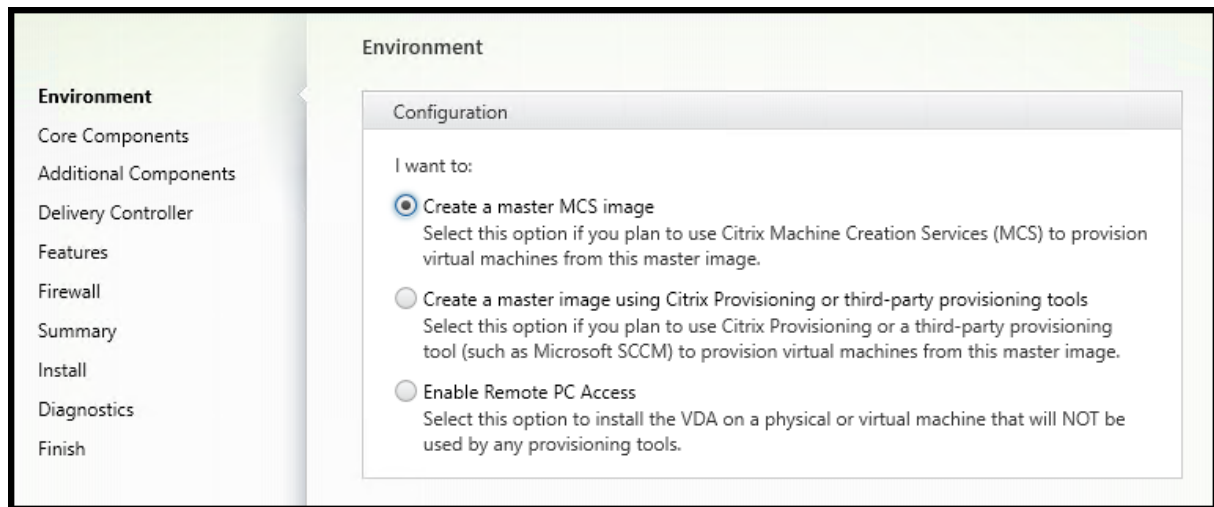 Environment
Core Components
Additional Components
Delivery Controller
Features
Firewall
Summary
Install
Diagnostics
Finish
Environment
Configuration
I want to:
Create a master MCS image
Select this option if you plan to use Citrix Machine Creation Services (MCS) to provision
virtual machines from this master image.
Create a master image using Citrix Provisioning or third-party provisioning tools
Select this option if you plan to use Citrix Provisioning or a third-party provisioning
tool (such as Microsoft SCCM) to provision virtual machines from this master image.
Enable Remote PC Access
Select this option to install the VDA on a physical or virtual machine that will NOT be
used by any provisioning tools.